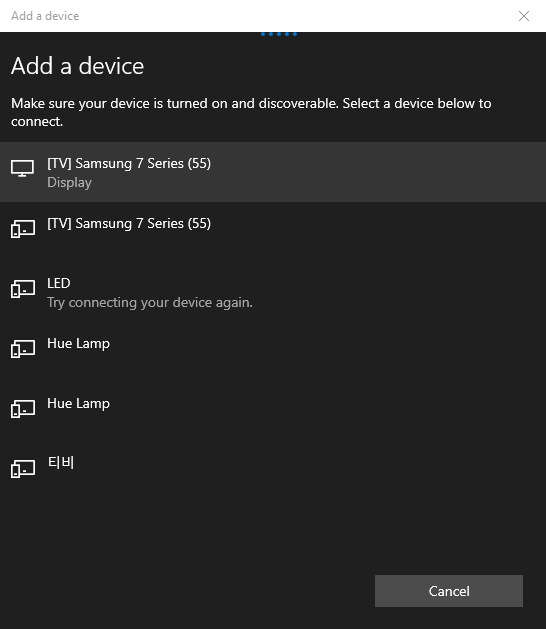 Add a device
Add a device
Make sure your device is turned on and discoverable. Select a device below to
connect.
[TV] Samsung 7 Series (55)
Display
[TV] Samsung 7 Series (55)
LED
Try connecting your device again.
Hue Lamp
Hue Lamp
티비
Cancel